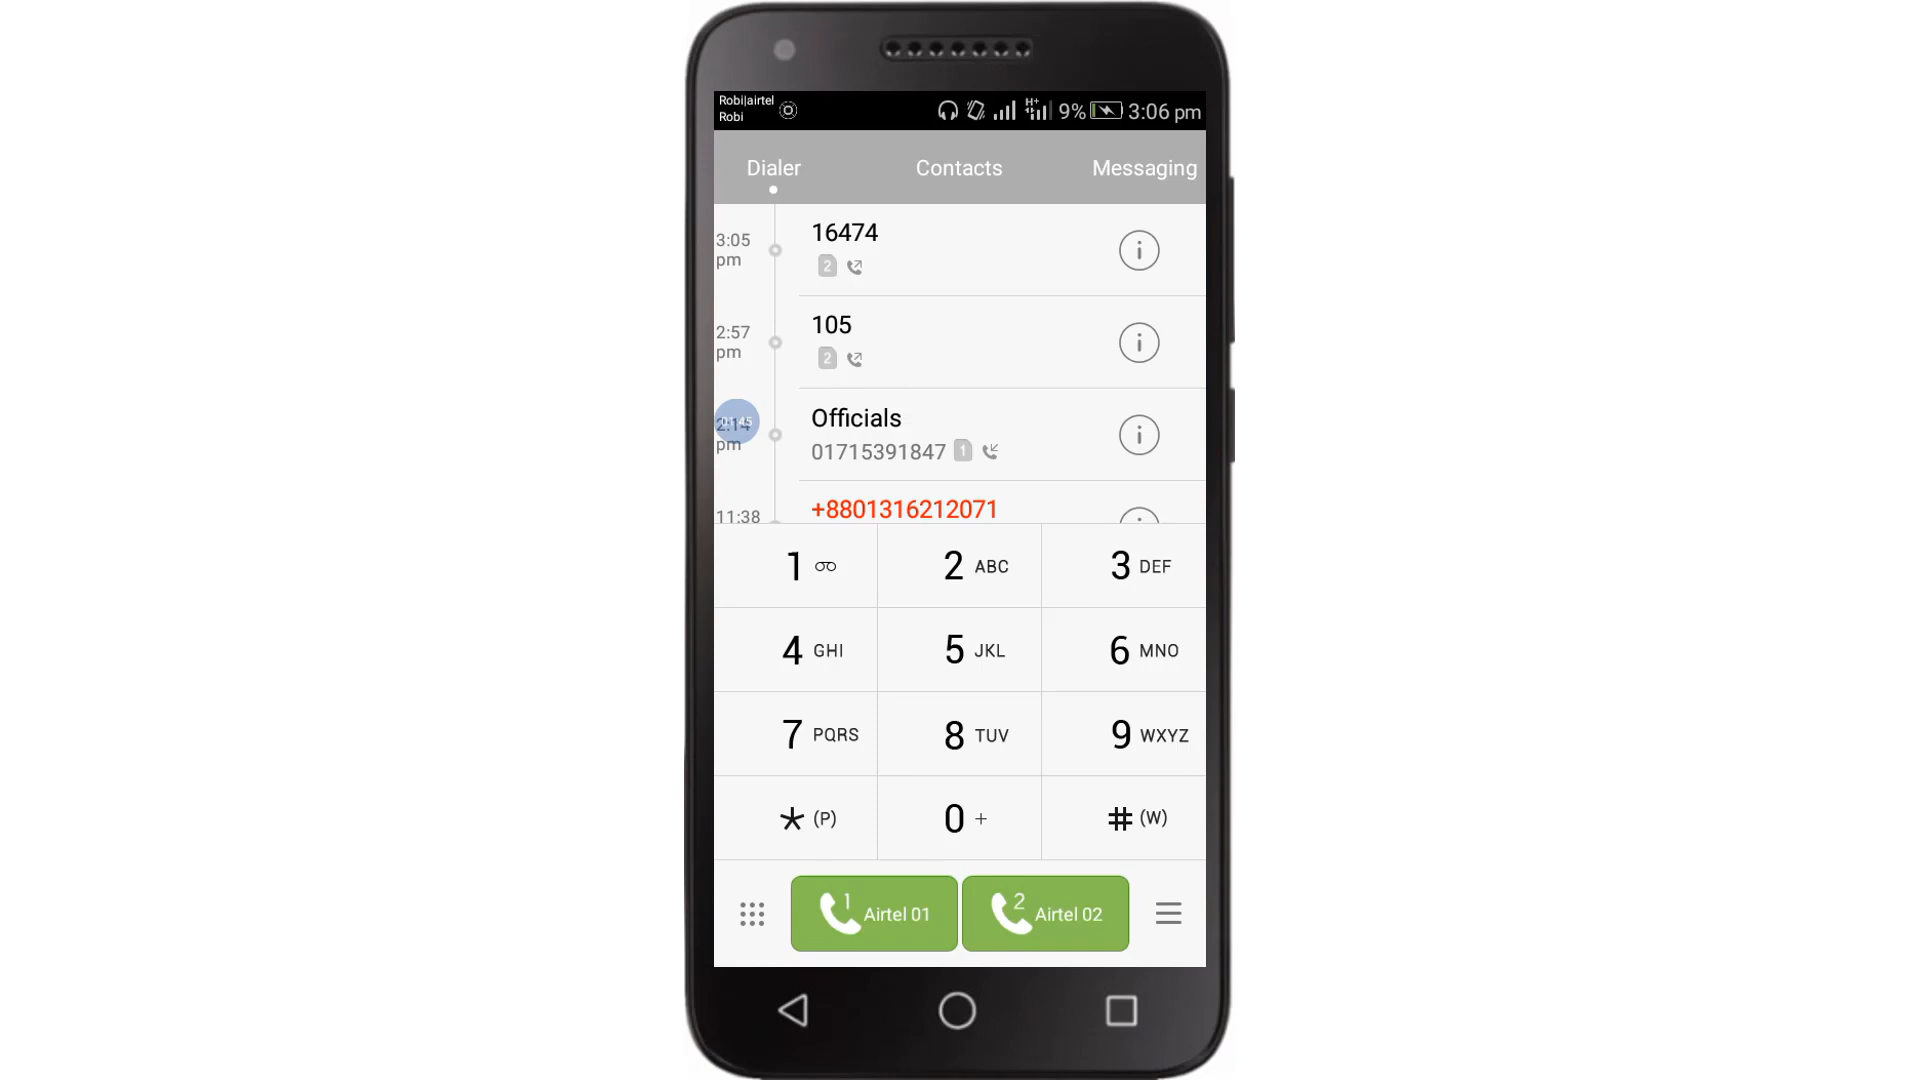 Robi|airtel
Robi
H+ 9% 3:06 pm
Dialer Contacts Messaging
3:05 pm
16474
2
2:57 pm
105
2
2:14 pm
Officials
01715391847 1
11:38
+8801316212071
1 2 ABC 3 DEF
4 GHI 5 JKL 6 MNO
7 PQRS 8 TUV 9 WXYZ
* (P) 0 + # (W)
1 Airtel 01 2 Airtel 02